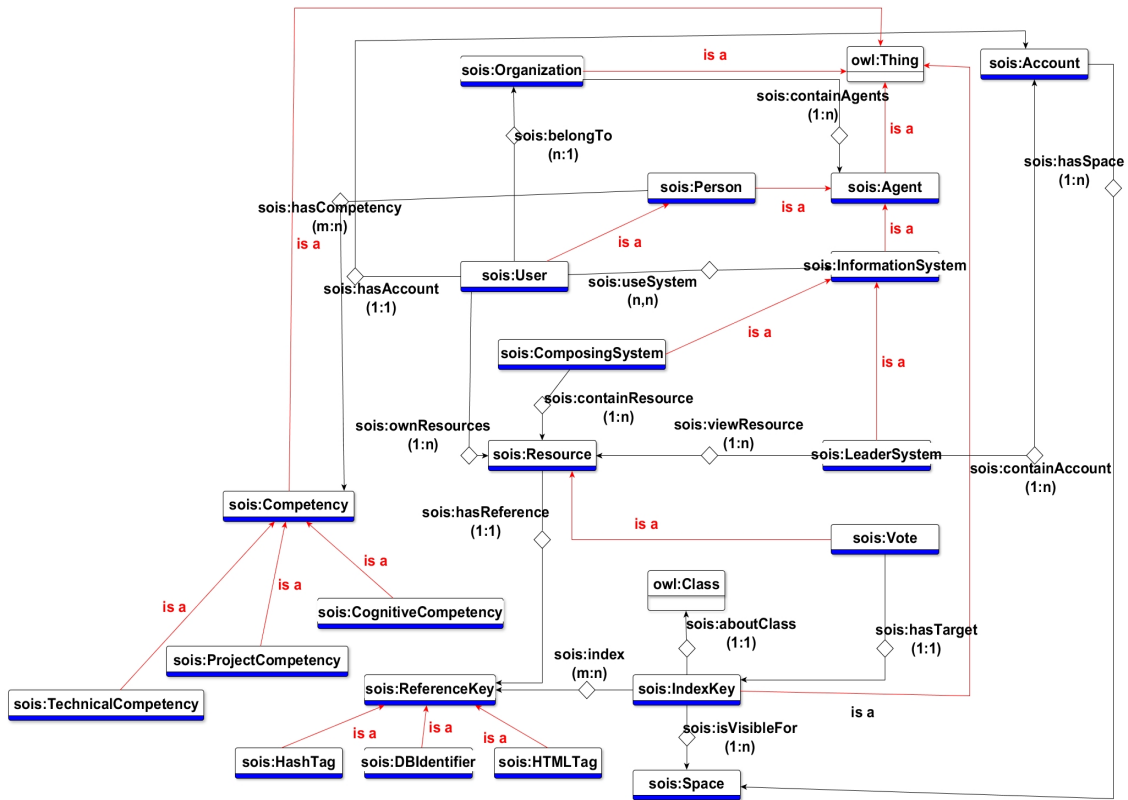 is a
owl:Thing
sois:Account
sois:Organization
sois:containAgents
(1:n)
sois:belongTo
(n:1)
is a
sois:hasSpace
(1:n)
sois:Person
sois:Agent
is a
sois:hasCompetency
(m:n)
is a
is a
is a
sois:User
sois:InformationSystem
sois:hasAccount
(1:1)
sois:useSystem
(n,n)
sois:ComposingSystem
is a
is a
sois:containResource
(1:n)
sois:ownResources
(1:n)
sois:viewResource
(1:n)
sois:Resource
sois:LeaderSystem
sois:containAccount
(1:n)
sois:Competency
sois:hasReference
(1:1)
is a
sois:Vote
is a
is a
is a
owl:Class
sois:CognitiveCompetency
sois:aboutClass
(1:1)
sois:hasTarget
(1:1)
sois:ProjectCompetency
sois:index
(m:n)
sois:TechnicalCompetency
sois:ReferenceKey
sois:IndexKey
is a
is a
is a
is a
sois:isVisibleFor
(1:n)
sois:HashTag
sois:DBIdentifier
sois:HTMLTag
sois:Space